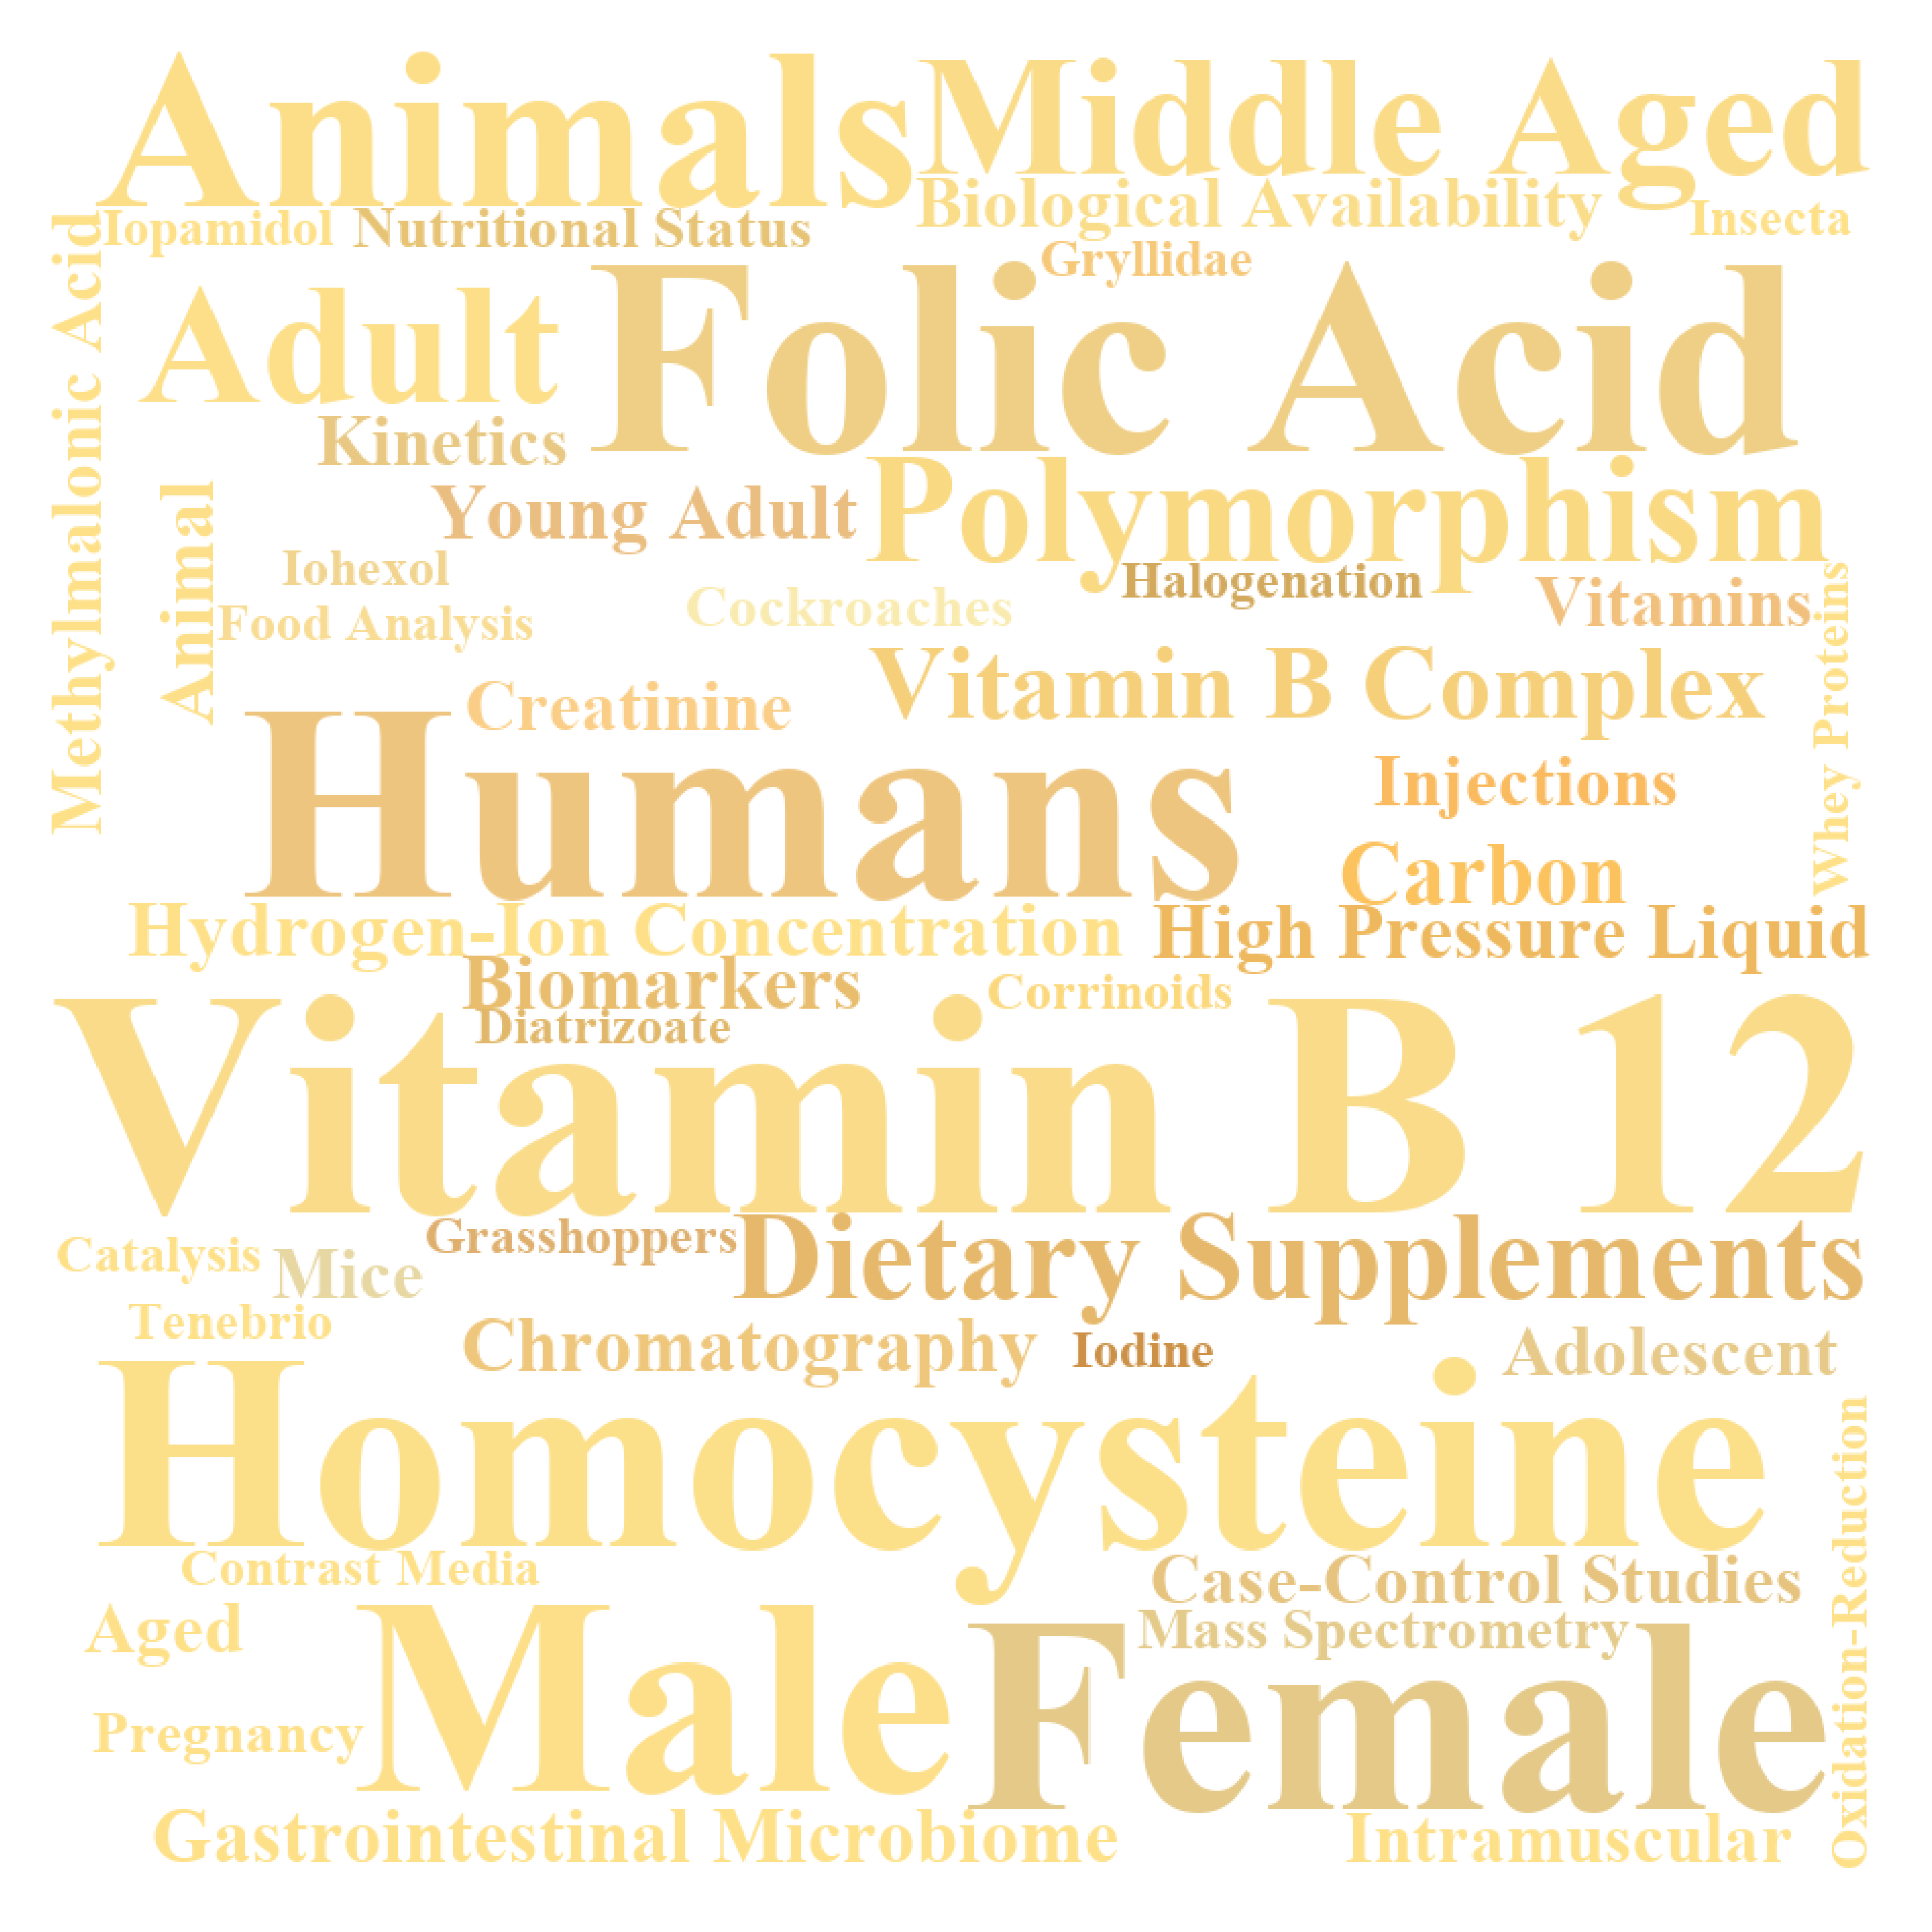 Animals
Middle Aged
Biological Availability
Insecta
Iopamidol
Nutritional Status
Gryllidae
Methylmalonic Acid
Adult
Folic Acid
Kinetics
Polymorphism
Young Adult
Animal
Iohexol
Halogenation
Vitamins
Cockroaches
Food Analysis
Whey Proteins
Vitamin B Complex
Creatinine
Humans
Injections
Carbon
Hydrogen-Ion Concentration
High Pressure Liquid
Biomarkers
Corrinoids
Diatrizoate
Vitamin B 12
Grasshoppers
Dietary Supplements
Catalysis
Mice
Tenebrio
Chromatography
Iodine
Adolescent
Homocysteine
Oxidation-Reduction
Contrast Media
Case-Control Studies
Aged
Male
Mass Spectrometry
Female
Pregnancy
Gastrointestinal Microbiome
Intramuscular